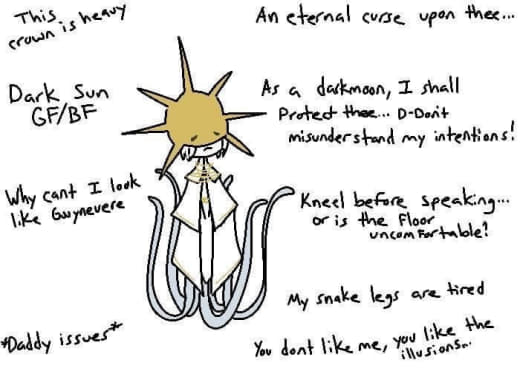 This
crown is heavy
An eternal curse upon thee...
Dark Sun
GF/BF
As a darkmoon, I shall
Protect thee... D-Don't
misunderstand my intentions!
Why cant I look
like Gwynevere
Kneel before speaking...
or is the floor
uncomfortable?
My snake legs are tired
*Daddy issues*
You dont like me, you like the
illusions...